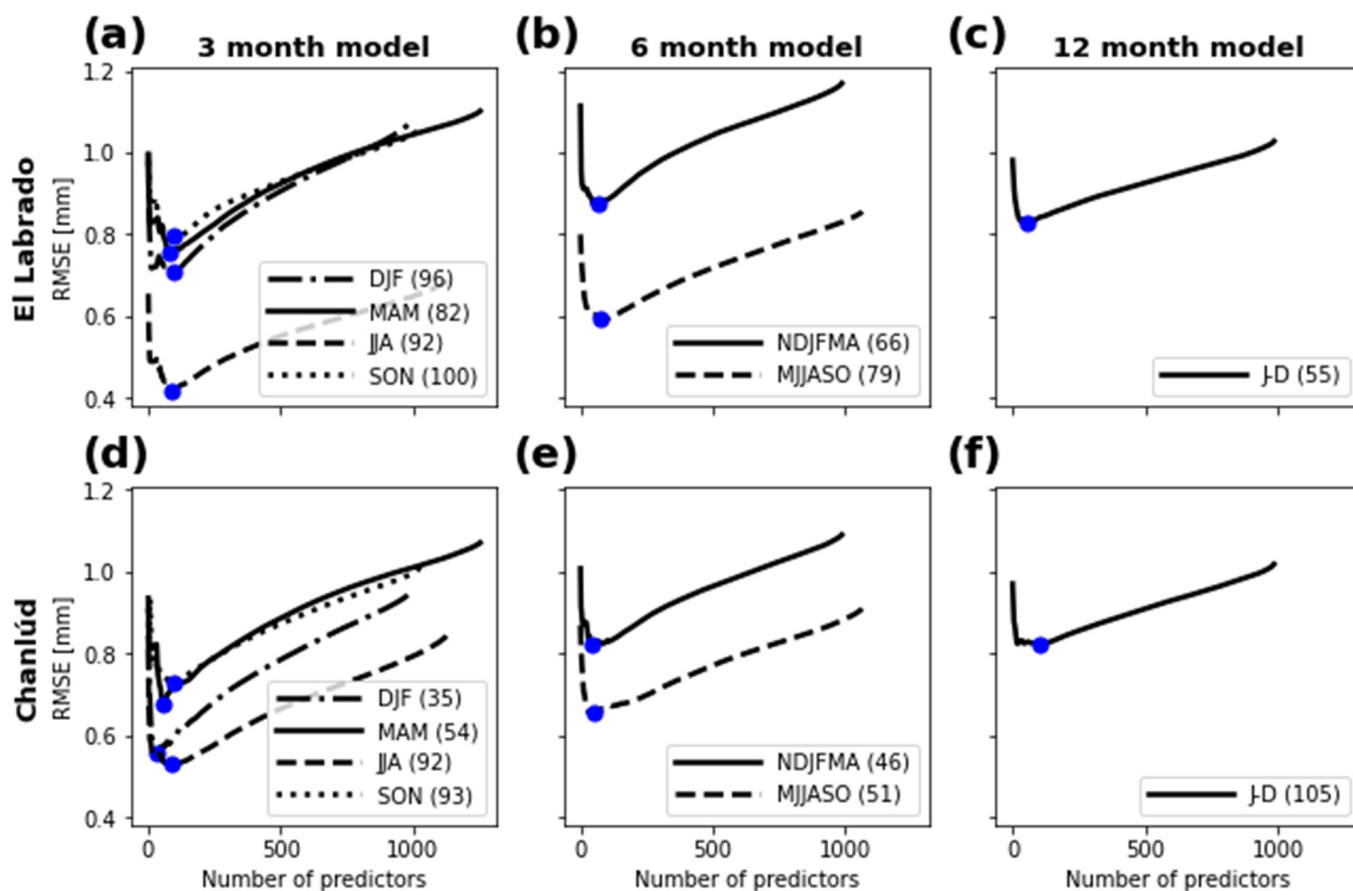 (a) 3 month model
(b) 6 month model
(c) 12 month model
El Labrado
RMSE [mm]
1.2
1.0
0.8
0.6
0.4
DJF (96)
MAM (82)
JJA (92)
SON (100)
NDJFMA (66)
MJJASO (79)
J-D (55)
(d)
(e)
(f)
Chanlúd
RMSE [mm]
1.2
1.0
0.8
0.6
0.4
DJF (35)
MAM (54)
JJA (92)
SON (93)
NDJFMA (46)
MJJASO (51)
J-D (105)
0 500 1000
0 500 1000
0 500 1000
Number of predictors
Number of predictors
Number of predictors